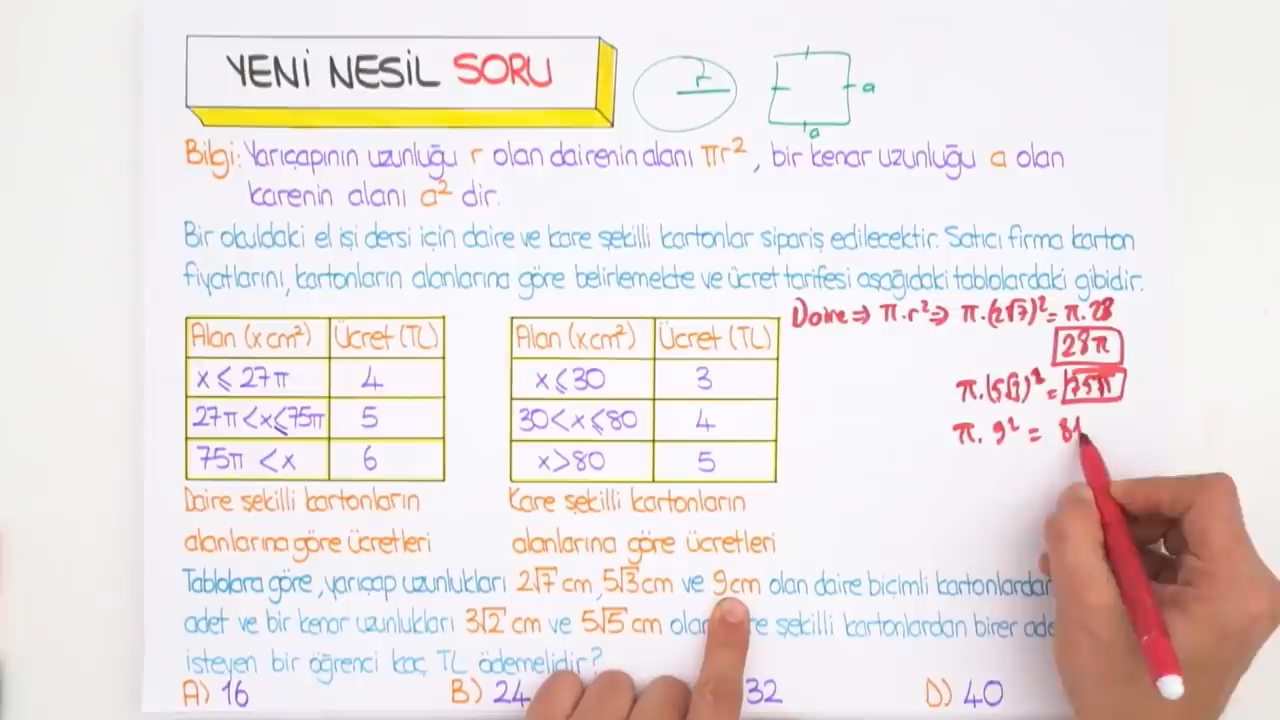 YENİ NESİL SORU
r
a
a
Bilgi: Yarıçapının uzunluğu r olan dairenin alanı πr², bir kenar uzunluğu a olan
karenin alanı a² dir.
Bir okuldaki el işi dersi için daire ve kare şekilli kartonlar sipariş edilecektir. Satıcı firma karton
fiyatlarını, kartonların alanlarına göre belirlemekte ve ücret tarifesi aşağıdaki tablolardaki gibidir.
Alan (x cm²) Ücret (TL)
x ⩽ 27π 4
27π < x ⩽ 75π 5
75π < x 6
Daire şekilli kartonların
alanlarına göre ücretleri
Alan (x cm²) Ücret (TL)
x ⩽ 30 3
30 < x ⩽ 80 4
x > 80 5
Kare şekilli kartonların
alanlarına göre ücretleri
Daire ⇒ π.r² ⇒ π.(2√7)² = π.28
28π
π.(5√3)² = 75π
π.9² = 81
Tablolara göre, yarıçap uzunlukları 2√7 cm, 5√3 cm ve 9 cm olan daire biçimli kartonlardan
adet ve bir kenar uzunlukları 3√2 cm ve 5√5 cm şekilli kartonlardan birer
isteyen bir öğrenci kaç TL ödemelidir?
A) 16 B) 24 32 D) 40